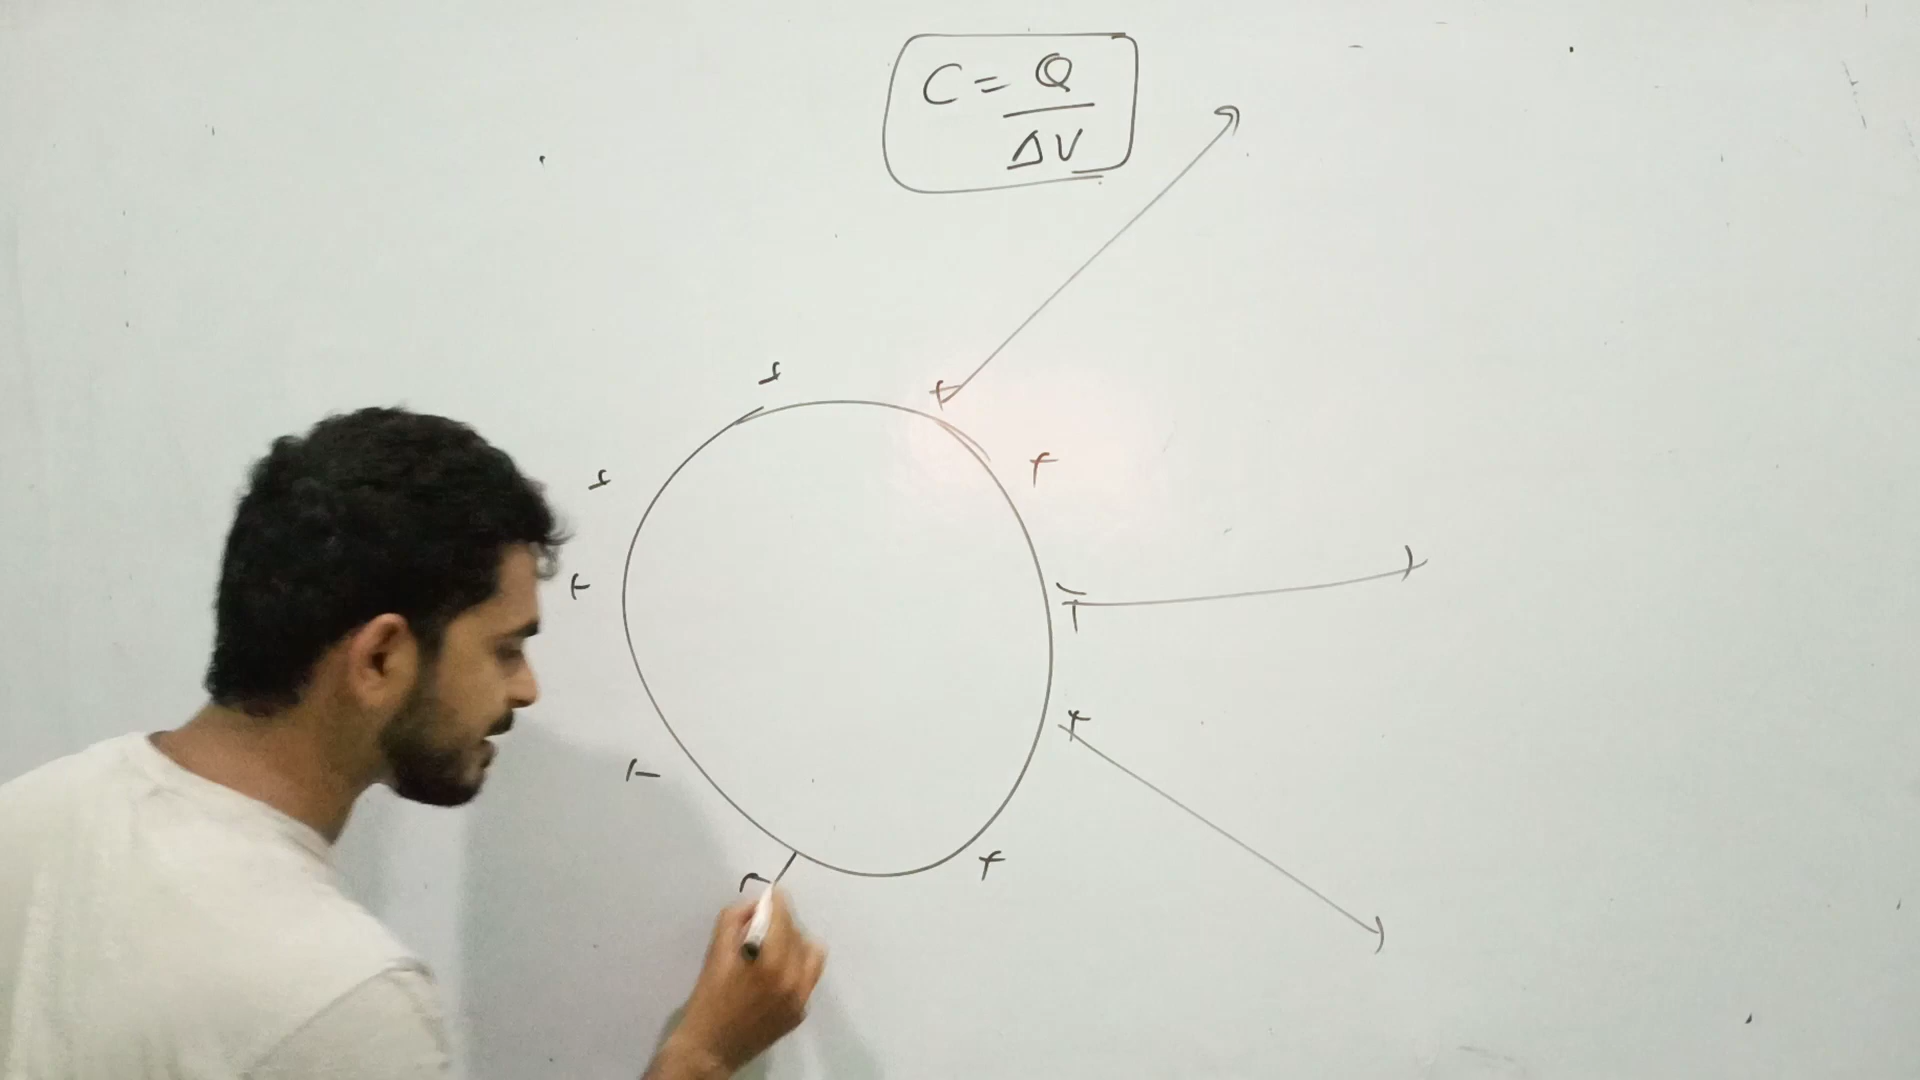 C = Q
ΔV
+ +
+ +
+ +
+ +
+